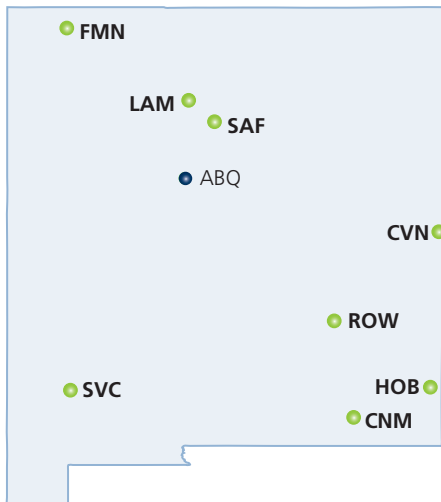 FMN
LAM
SAF
ABQ
CVN
ROW
SVC
HOB
CNM